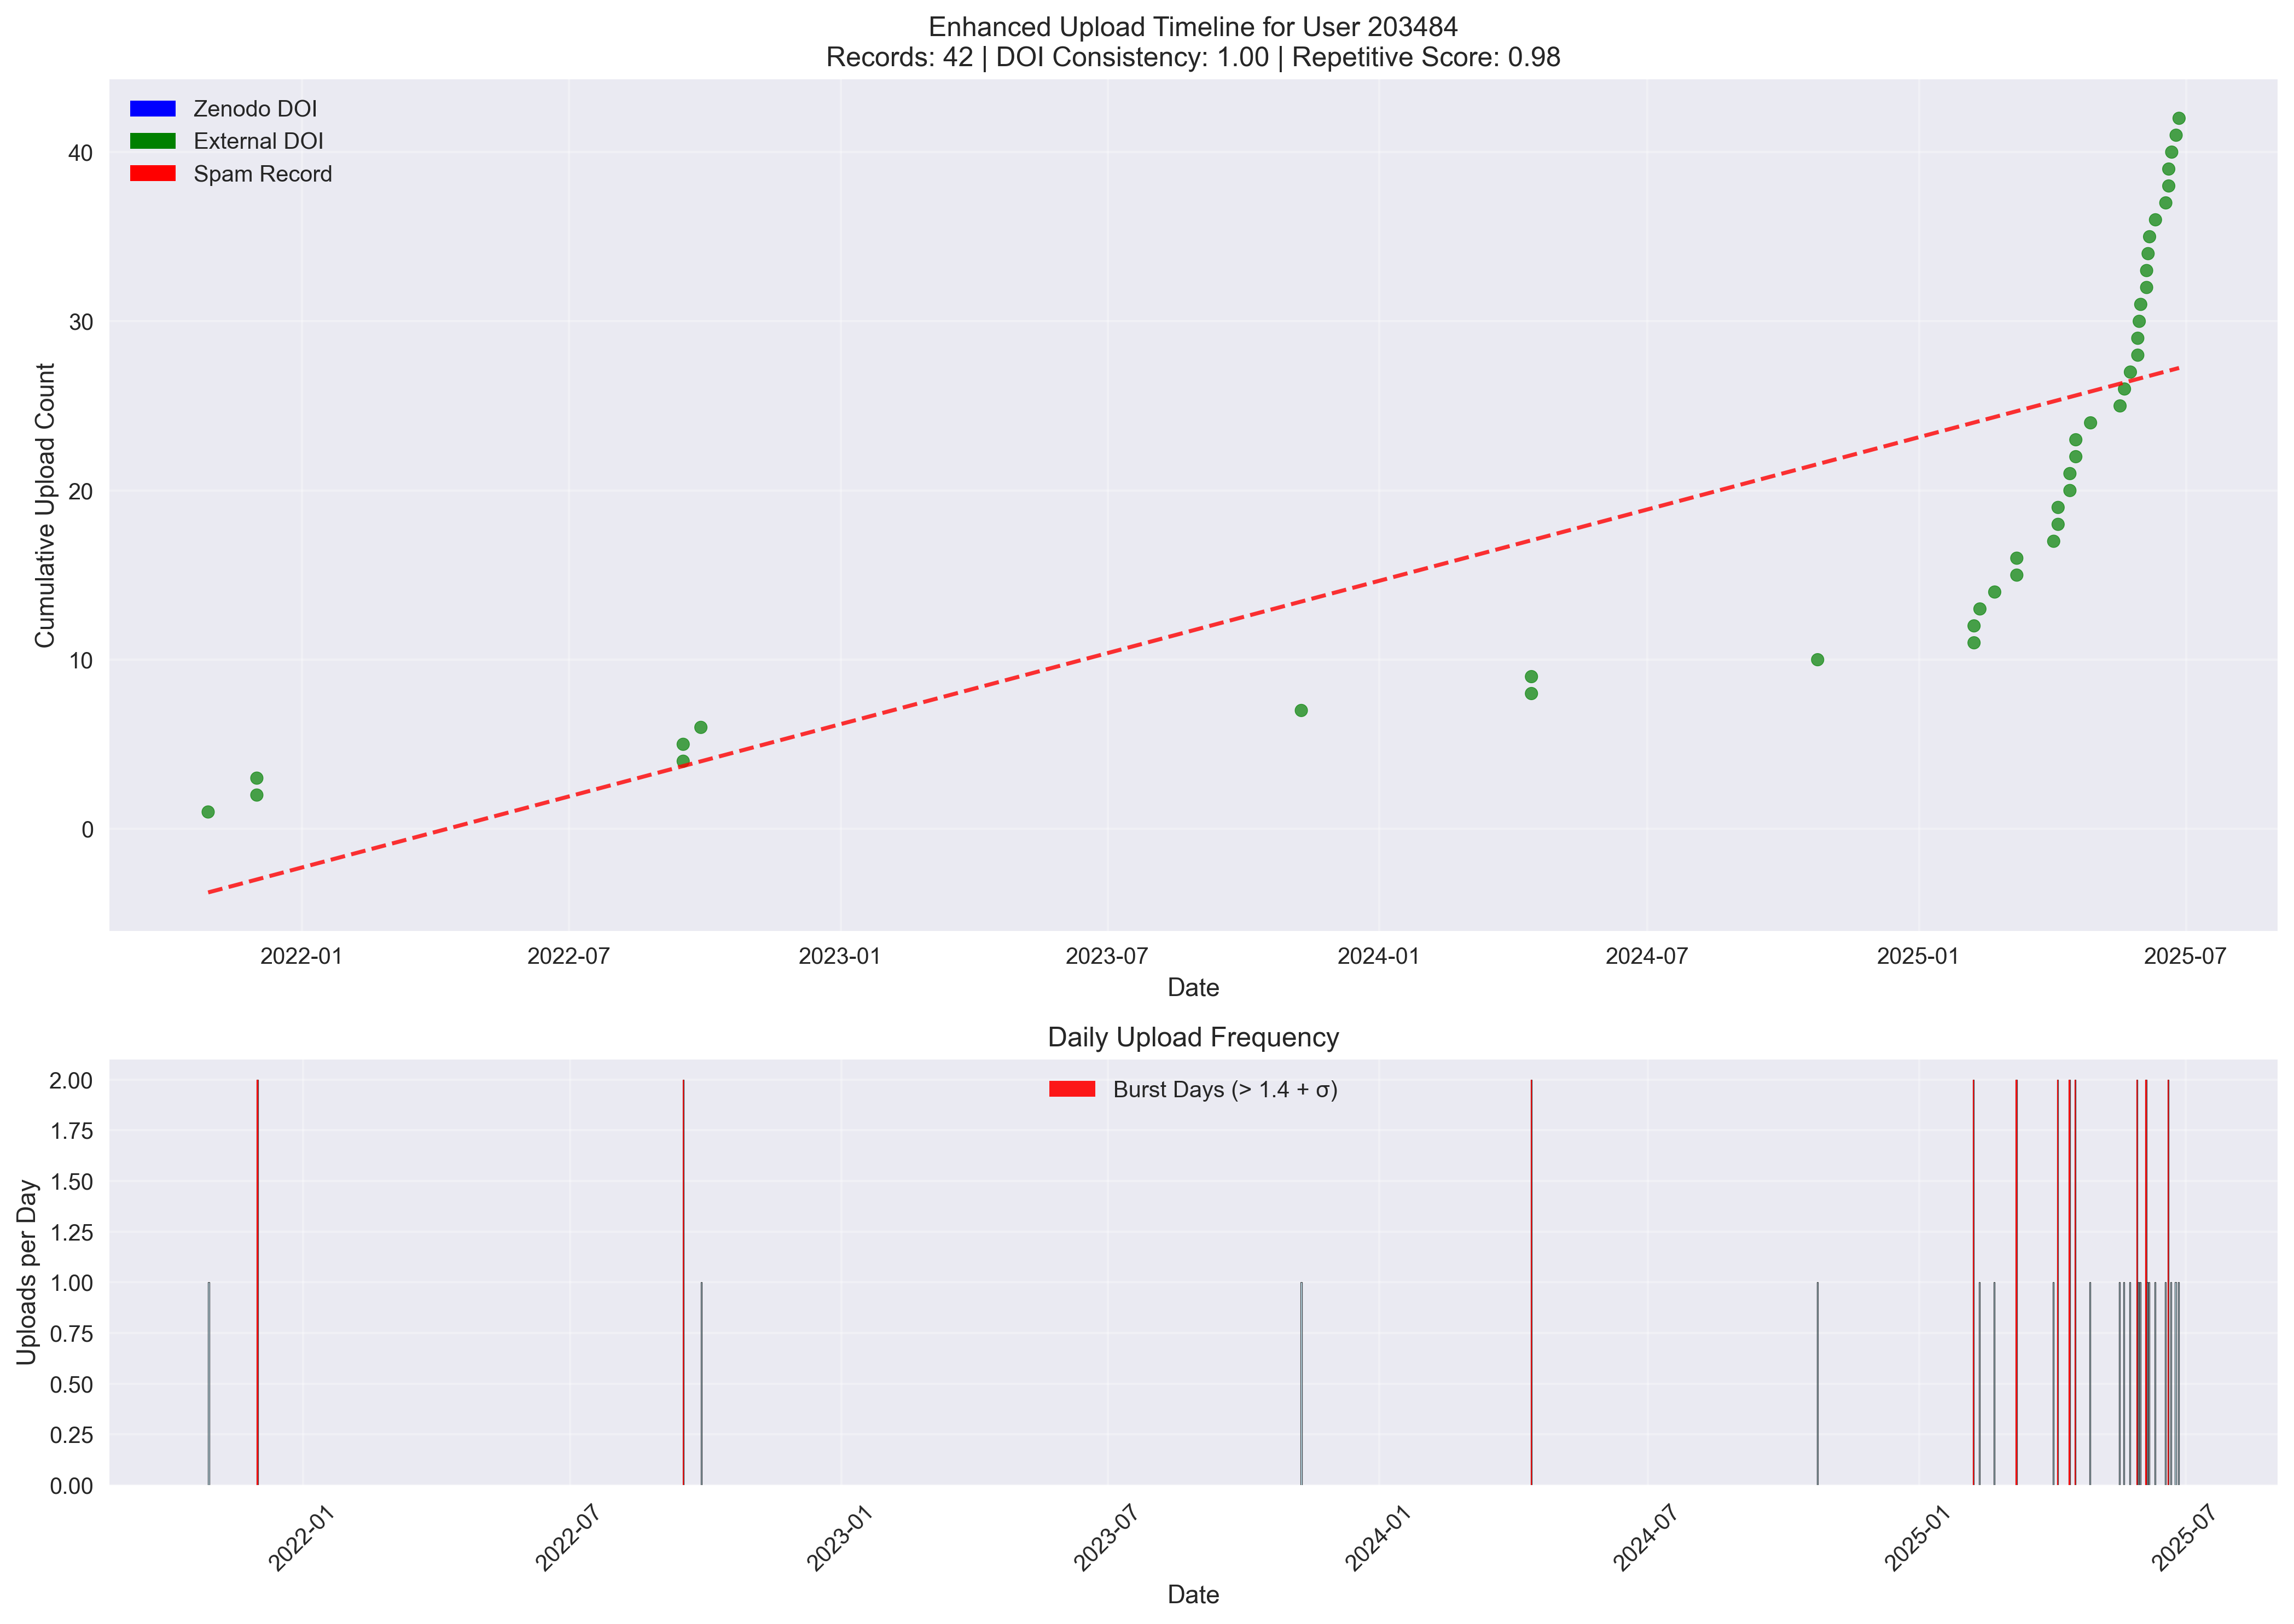 Enhanced Upload Timeline for User 203484
Records: 42 | DOI Consistency: 1.00 | Repetitive Score: 0.98
Zenodo DOI
External DOI
Spam Record
40
30
20
10
0
Cumulative Upload Count
2022-01
2022-07
2023-01
2023-07
2024-01
2024-07
2025-01
2025-07
Date
Daily Upload Frequency
Burst Days (> 1.4 + σ)
2.00
1.75
1.50
1.25
1.00
0.75
0.50
0.25
0.00
Uploads per Day
2022-01
2022-07
2023-01
2023-07
2024-01
2024-07
2025-01
2025-07
Date